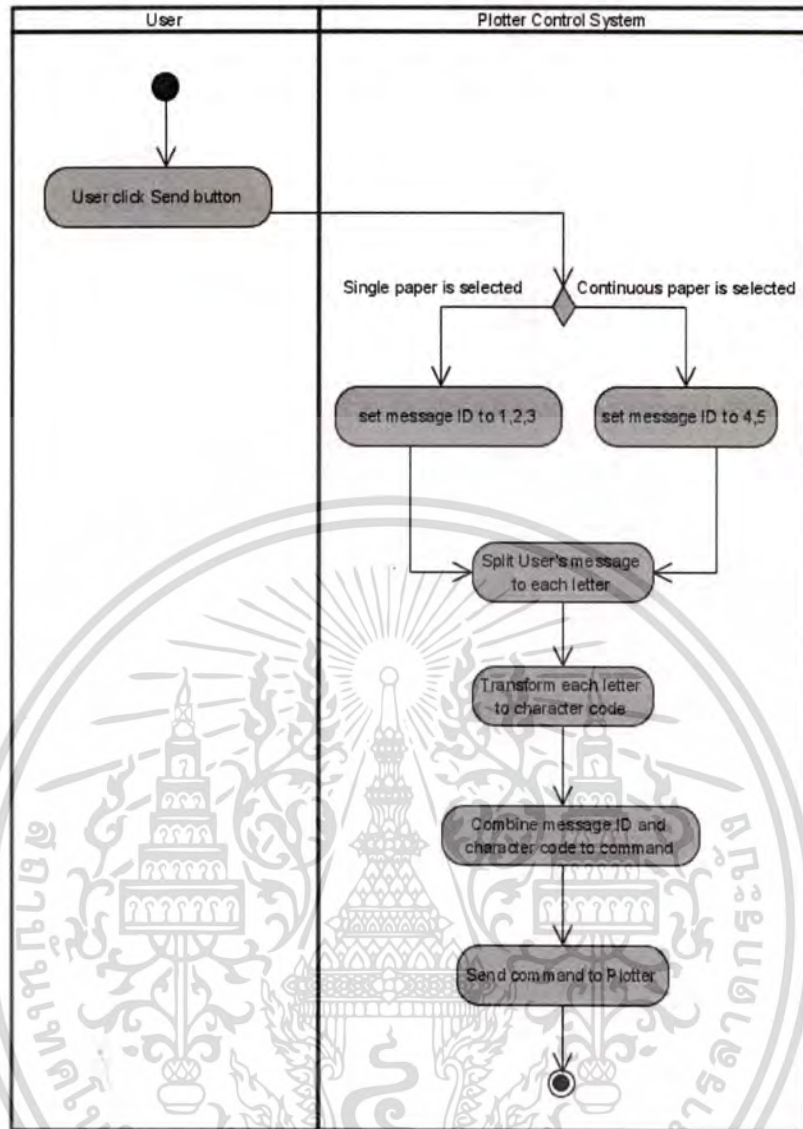 User
Plotter Control System
User click Send button
Single paper is selected
Continuous paper is selected
set message ID to 1,2,3
set message ID to 4,5
Split User's message
to each letter
Transform each letter
to character code
Combine message ID and
character code to command
Send command to Plotter